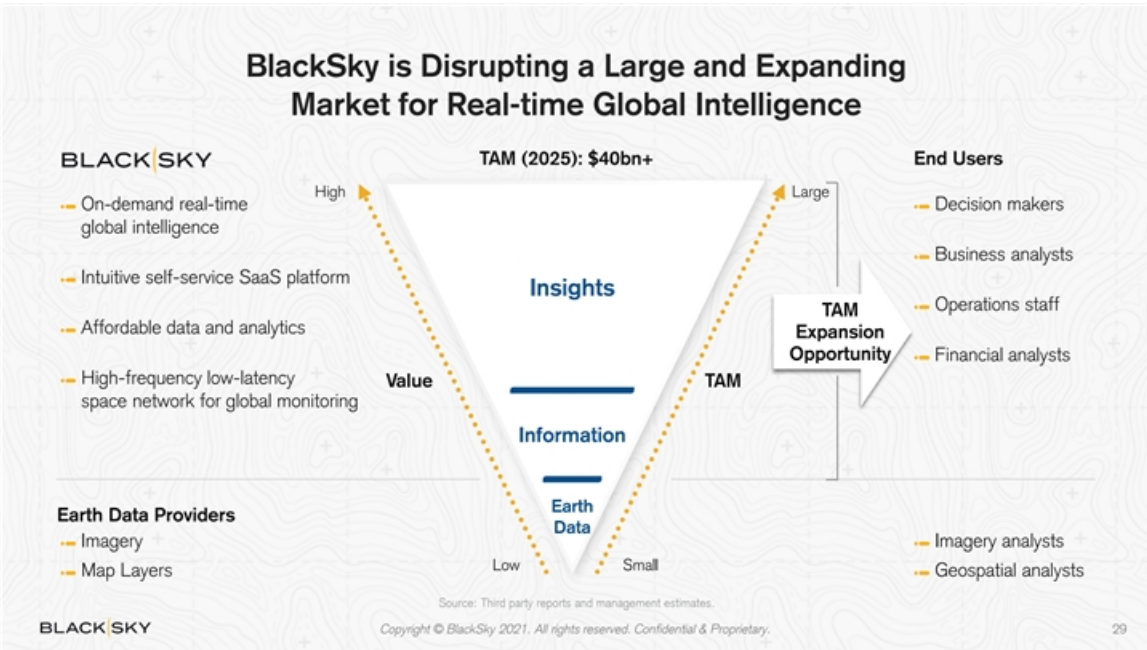 BlackSky is Disrupting a Large and Expanding
Market for Real-time Global Intelligence
BLACK SKY
On-demand real-time
global intelligence
Intuitive self-service SaaS platform
Affordable data and analytics
High-frequency low-latency
space network for global monitoring
Earth Data Providers
Imagery
Map Layers
TAM (2025): $40bn+
High
Large
Insights
Value
TAM
Information
Earth
Data
Low
Small
TAM
Expansion
Opportunity
End Users
Decision makers
Business analysts
Operations staff
Financial analysts
Imagery analysts
Geospatial analysts
Source: Third party reports and management estimates.
BLACK SKY
Copyright © BlackSky 2021. All rights reserved. Confidential & Proprietary.
29